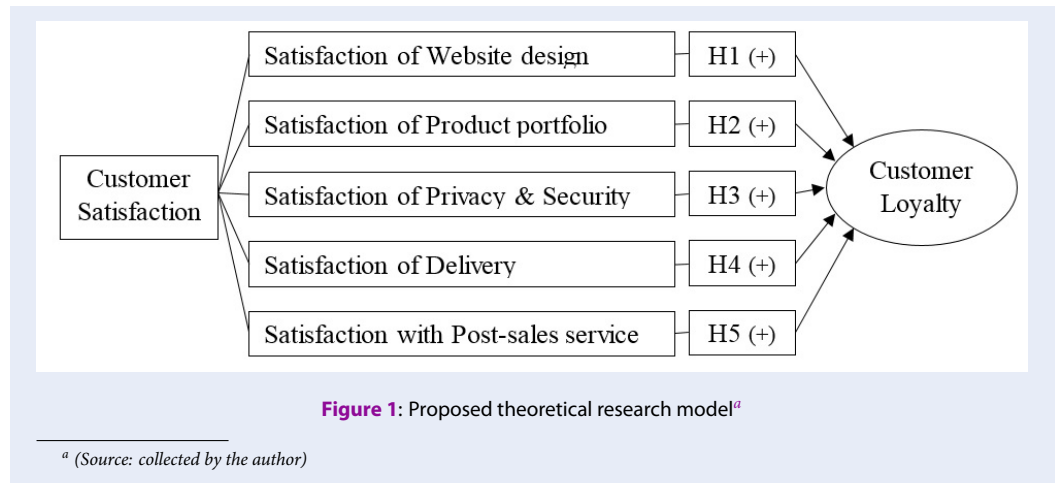 Satisfaction of Website design
H1 (+)
Satisfaction of Product portfolio
H2 (+)
Customer
Satisfaction
Satisfaction of Privacy & Security
H3 (+)
Customer
Loyalty
Satisfaction of Delivery
H4 (+)
Satisfaction with Post-sales service
H5 (+)
Figure 1: Proposed theoretical research modelᵃ
ᵃ (Source: collected by the author)